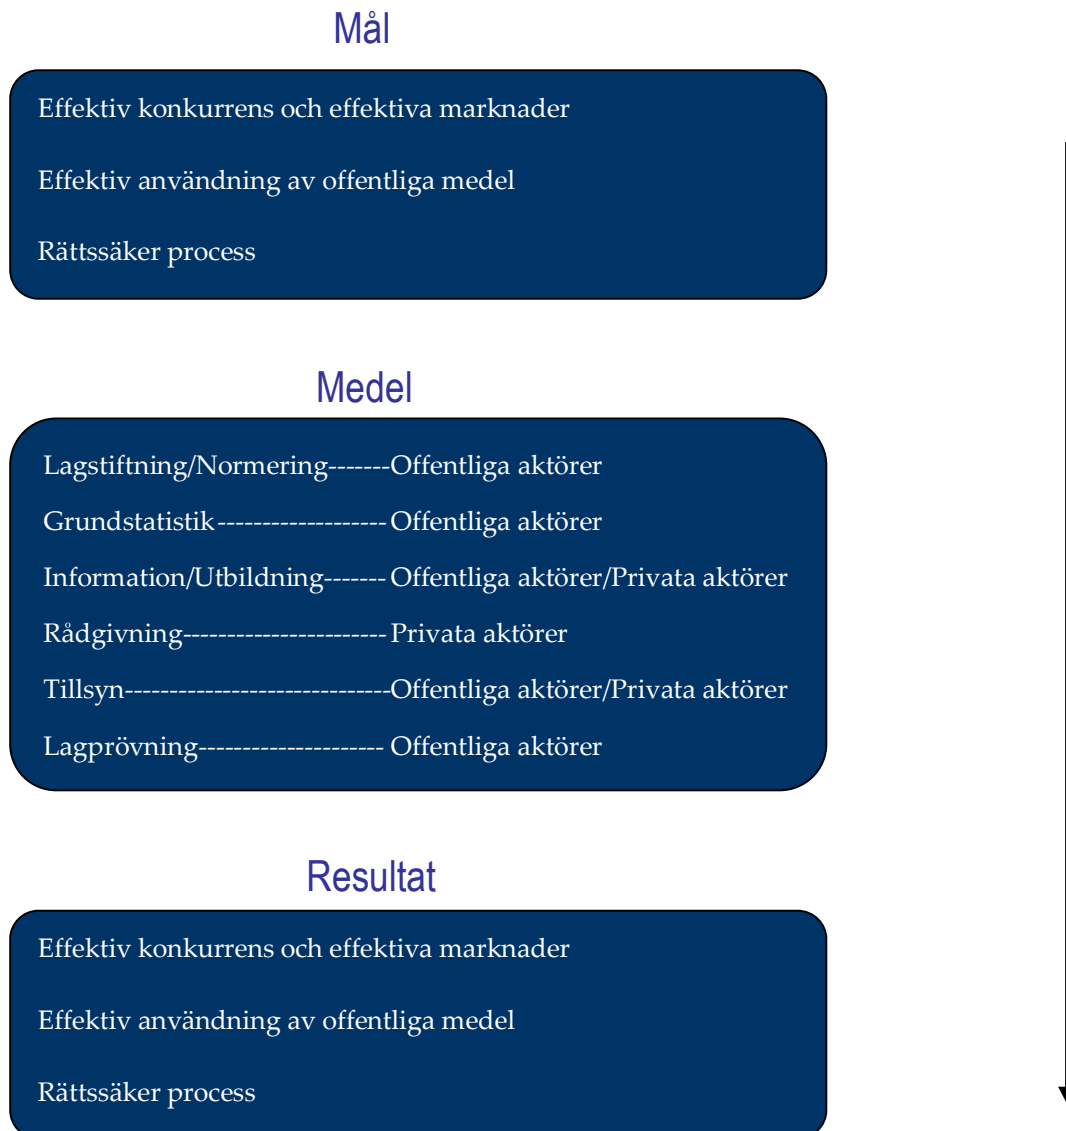 Mål
Effektiv konkurrens och effektiva marknader
Effektiv användning av offentliga medel
Rättssäker process
Medel
Lagstiftning/Normering-------Offentliga aktörer
Grundstatistik-------------------Offentliga aktörer
Information/Utbildning-------Offentliga aktörer/Privata aktörer
Rådgivning-----------------------Privata aktörer
Tillsyn------------------------------Offentliga aktörer/Privata aktörer
Lagprövning--------------------- Offentliga aktörer
Resultat
Effektiv konkurrens och effektiva marknader
Effektiv användning av offentliga medel
Rättssäker process